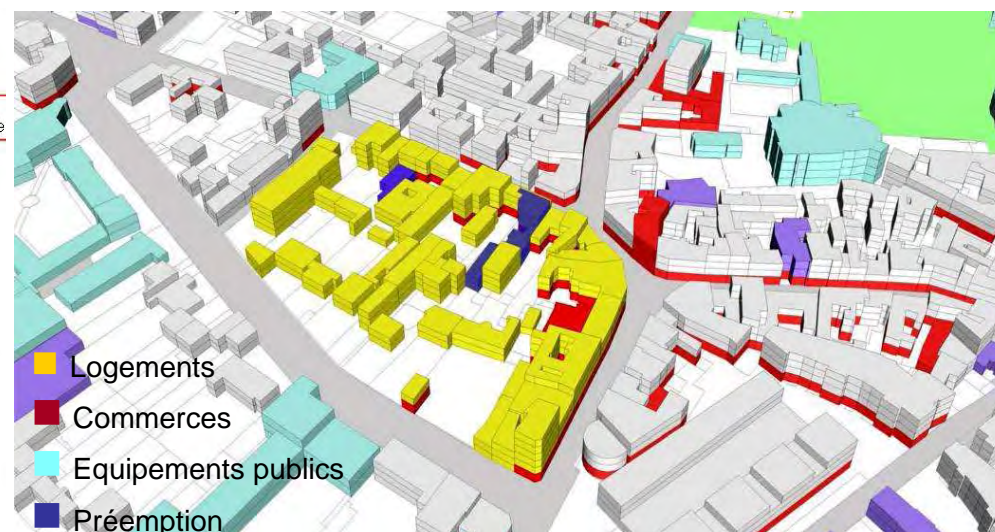 e
Logements
Commerces
Equipements publics
Préemption